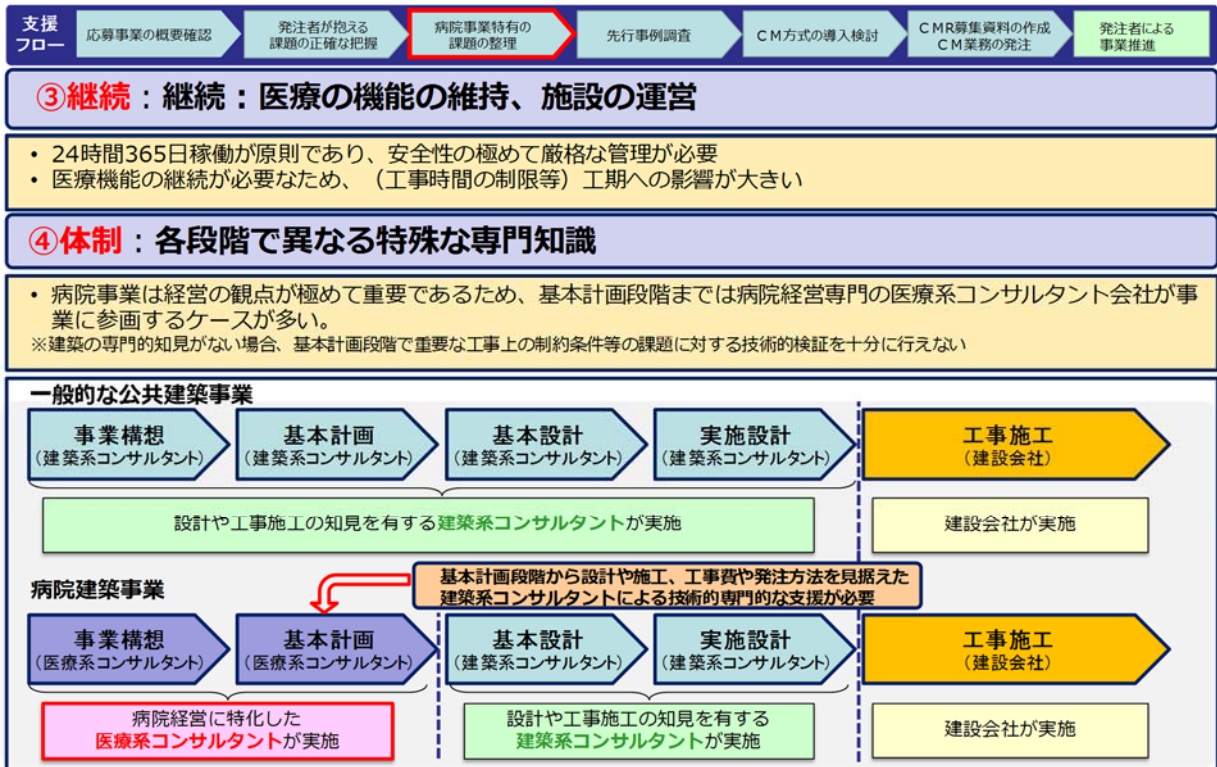 支援
フロー
応募事業の概要確認
発注者が抱える
課題の正確な把握
病院事業特有の
課題の整理
先行事例調査
CM方式の導入検討
CMR募集資料の作成
CM業務の発注
発注者による
事業推進
③継続：継続：医療の機能の維持、施設の運営
• 24時間365日稼働が原則であり、安全性の極めて厳格な管理が必要
• 医療機能の継続が必要なため、（工事時間の制限等）工期への影響が大きい
④体制：各段階で異なる特殊な専門知識
• 病院事業は経営の観点が極めて重要であるため、基本計画段階までは病院経営専門の医療系コンサルタント会社が事
業に参画するケースが多い。
※建築の専門的知見がない場合、基本計画段階で重要な工事上の制約条件等の課題に対する技術的検証を十分に行えない
一般的な公共建築事業
事業構想
（建築系コンサルタント）
基本計画
（建築系コンサルタント）
基本設計
（建築系コンサルタント）
実施設計
（建築系コンサルタント）
工事施工
（建設会社）
設計や工事施工の知見を有する建築系コンサルタントが実施
建設会社が実施
病院建築事業
基本計画段階から設計や施工、工事費や発注方法を見据えた
建築系コンサルタントによる技術的専門的な支援が必要
事業構想
（医療系コンサルタント）
基本計画
（医療系コンサルタント）
基本設計
（建築系コンサルタント）
実施設計
（建築系コンサルタント）
工事施工
（建設会社）
病院経営に特化した
医療系コンサルタントが実施
設計や工事施工の知見を有する
建築系コンサルタントが実施
建設会社が実施